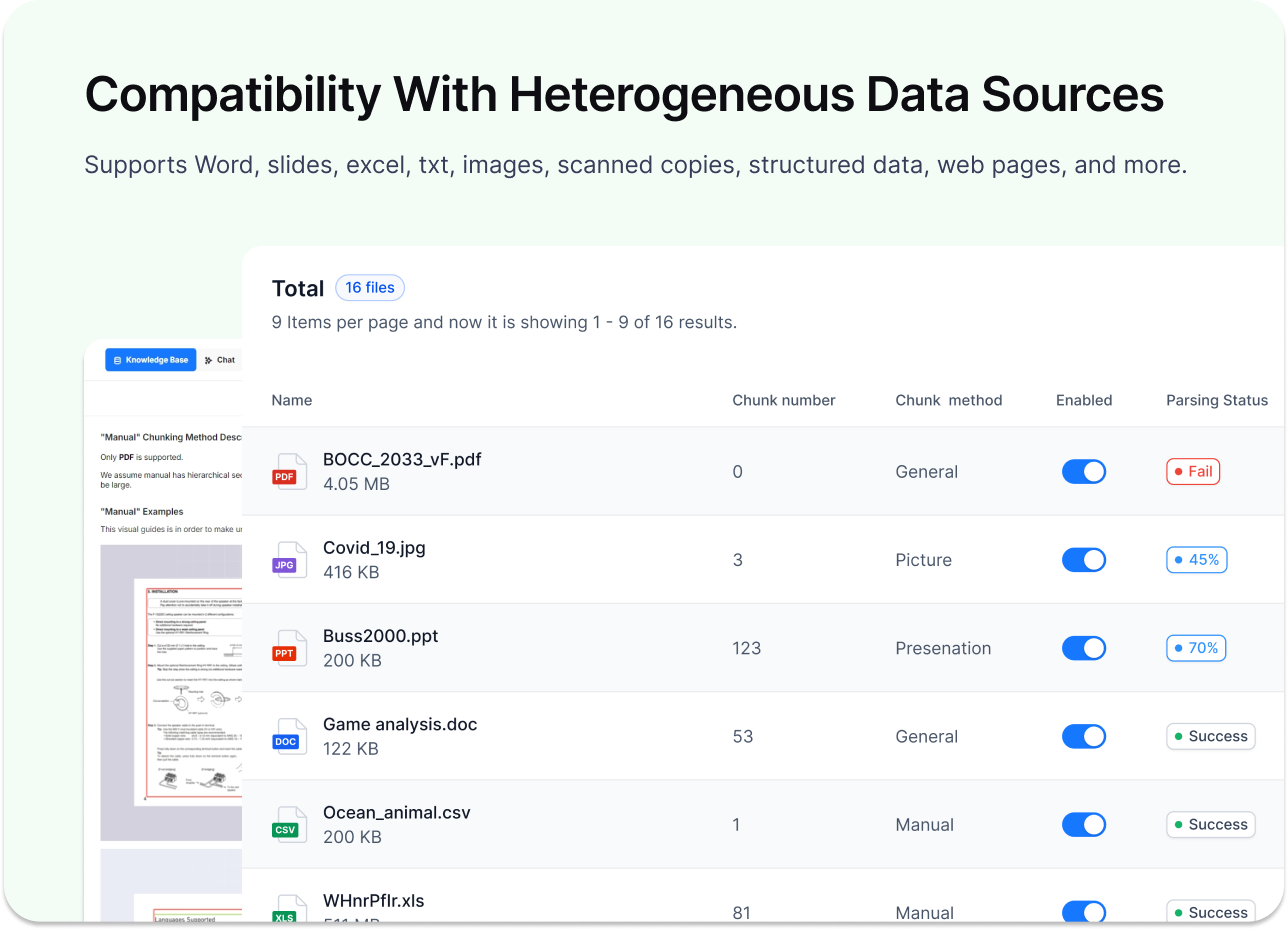 Compatibility With Heterogeneous Data Sources
Supports Word, slides, excel, txt, images, scanned copies, structured data, web pages, and more.
Total 16 files
9 Items per page and now it is showing 1 - 9 of 16 results.
Name Chunk number Chunk method Enabled Parsing Status
PDF BOCC_2033_vF.pdf 0 General Fail
4.05 MB
JPG Covid_19.jpg 3 Picture 45%
416 KB
PPT Buss2000.ppt 123 Presenation 70%
200 KB
DOC Game analysis.doc 53 General Success
122 KB
CSV Ocean_animal.csv 1 Manual Success
200 KB
XLS WHnrPflr.xls 81 Manual Success
Knowledge Base Chat
"Manual" Chunking Method Desc
Only PDF is supported.
We assume manual has hierarchical sec
be large.
"Manual" Examples
This visual guides is in order to make ur
INSTALLATION
Languages Supported